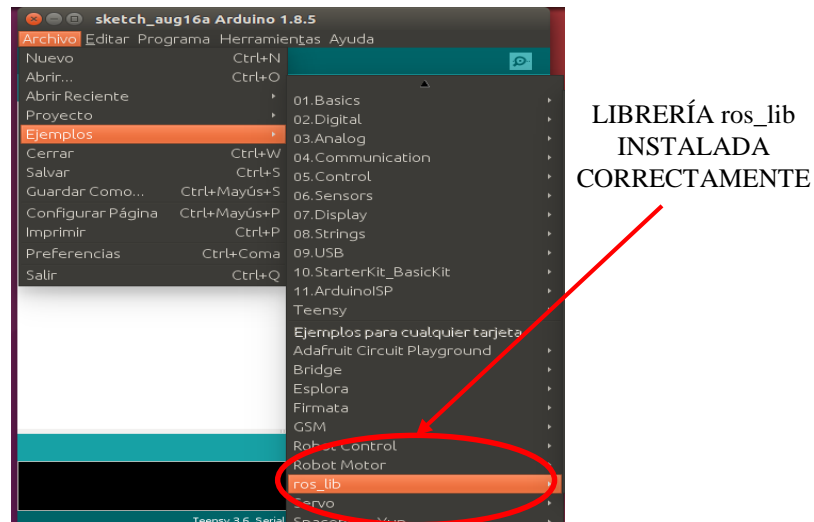 sketch_aug16a Arduino 1.8.5
Archivo Editar Programa Herramientas Ayuda
Nuevo Ctrl+N
Abrir... Ctrl+O
Abrir Reciente
Proyecto
Ejemplos
Cerrar Ctrl+W
Salvar Ctrl+S
Guardar Como... Ctrl+Mayús+S
Configurar Página Ctrl+Mayús+P
Imprimir Ctrl+P
Preferencias Ctrl+Coma
Salir Ctrl+Q
01.Basics
02.Digital
03.Analog
04.Communication
05.Control
06.Sensors
07.Display
08.Strings
09.USB
10.StarterKit_BasicKit
11.ArduinoISP
Teensy
Ejemplos para cualquier tarjeta
Adafruit Circuit Playground
Bridge
Esplora
Firmata
GSM
Robot Control
Robot Motor
ros_lib
Servo
Teensy 3.6, Serial
LIBRERÍA ros_lib
INSTALADA
CORRECTAMENTE